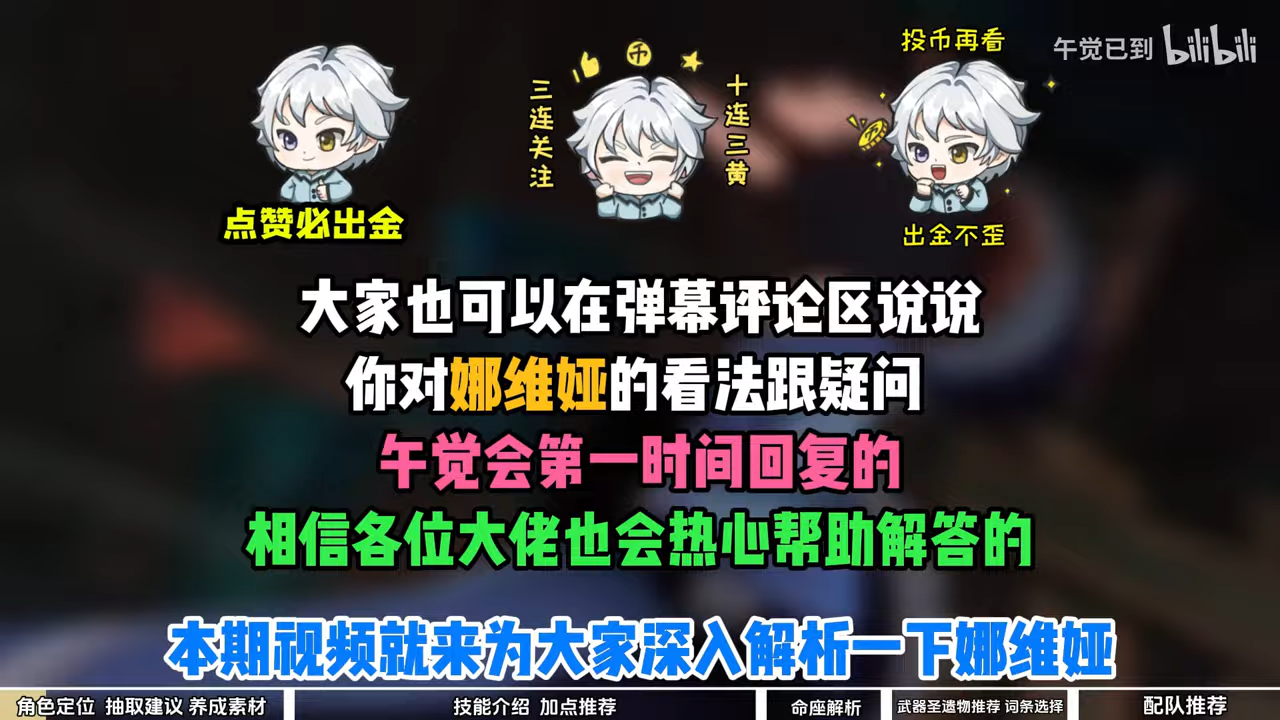 投币再看
午觉已到 bilibili
币
三连关注
十连三黄
点赞必出金
出金不歪
大家也可以在弹幕评论区说说
你对娜维娅的看法跟疑问
午觉会第一时间回复的
相信各位大佬也会热心帮助解答的
本期视频就来为大家深入解析一下娜维娅
角色定位 抽取建议 养成素材
技能介绍 加点推荐
命座解析
武器圣遗物推荐 词条选择
配队推荐